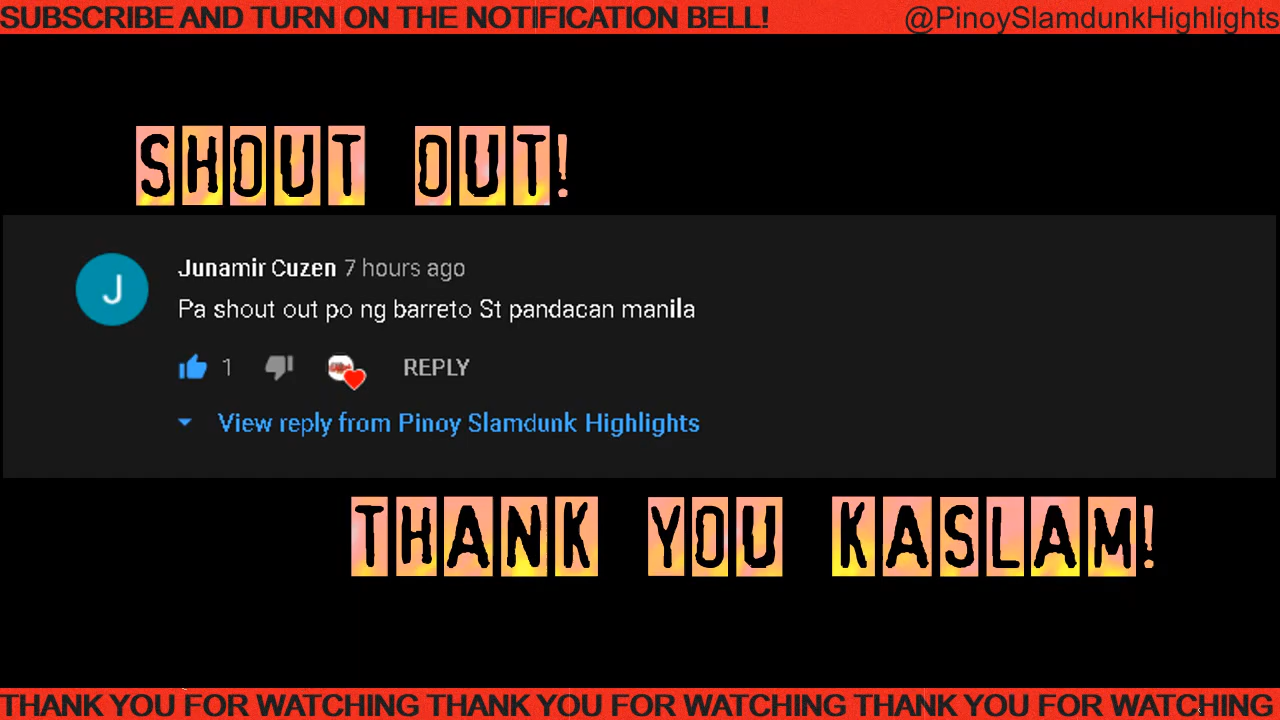 SUBSCRIBE AND TURN ON THE NOTIFICATION BELL!
@PinoySlamdunkHighlights
SHOUT OUT!
J
Junamir Cuzen 7 hours ago
Pa shout out po ng barreto St pandacan manila
1
REPLY
View reply from Pinoy Slamdunk Highlights
THANK YOU KASLAM!
THANK YOU FOR WATCHING THANK YOU FOR WATCHING THANK YOU FOR WATCHING